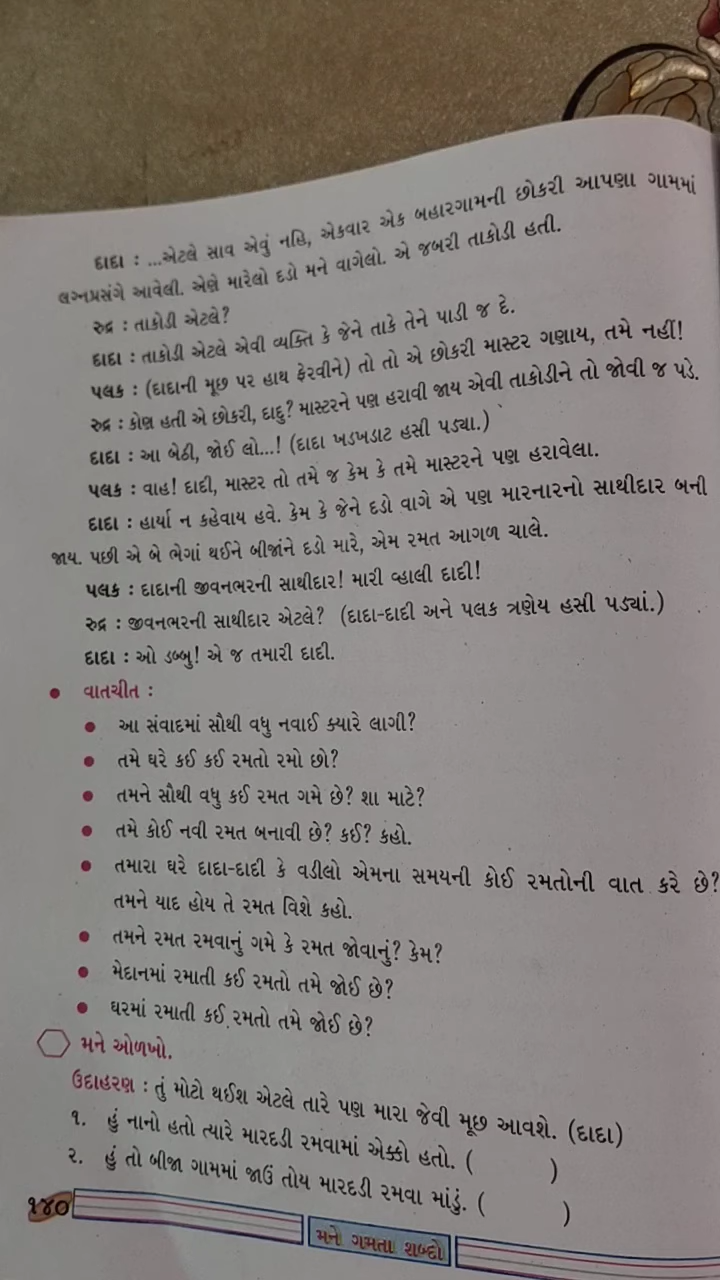 દાદા : ...એટલે સાવ એવું નહિ, એકવાર એક બહારગામની છોકરી આપણા ગામમાં
લગ્નપ્રસંગે આવેલી. એણે મારેલો દડો મને વાગેલો. એ જબરી તાકોડી હતી.
રુદ્ર : તાકોડી એટલે?
દાદા : તાકોડી એટલે એવી વ્યક્તિ કે જેને તાકે તેને પાડી જ દે.
પલક : (દાદાની મૂછ પર હાથ ફેરવીને) તો તો એ છોકરી માસ્ટર ગણાય, તમે નહીં!
રુદ્ર : કોણ હતી એ છોકરી, દાદુ? માસ્ટરને પણ હરાવી જાય એવી તાકોડીને તો જોવી જ પડે.
દાદા : આ બેઠી, જોઈ લો...! (દાદા ખડખડાટ હસી પડ્યા.)
પલક : વાહ! દાદી, માસ્ટર તો તમે જ કેમ કે તમે માસ્ટરને પણ હરાવેલા.
દાદા : હાર્યા ન કહેવાય હવે. કેમ કે જેને દડો વાગે એ પણ મારનારનો સાથીદાર બની
જાય. પછી એ બે ભેગાં થઈને બીજાંને દડો મારે, એમ રમત આગળ ચાલે.
પલક : દાદાની જીવનભરની સાથીદાર! મારી વ્હાલી દાદી!
રુદ્ર : જીવનભરની સાથીદાર એટલે? (દાદા-દાદી અને પલક ત્રણેય હસી પડ્યાં.)
દાદા : ઓ ડબ્બુ! એ જ તમારી દાદી.
• વાતચીત :
• આ સંવાદમાં સૌથી વધુ નવાઈ ક્યારે લાગી?
• તમે ઘરે કઈ કઈ રમતો રમો છો?
• તમને સૌથી વધુ કઈ રમત ગમે છે? શા માટે?
• તમે કોઈ નવી રમત બનાવી છે? કઈ? કહો.
• તમારા ઘરે દાદા-દાદી કે વડીલો એમના સમયની કોઈ રમતોની વાત કરે છે?
તમને યાદ હોય તે રમત વિશે કહો.
• તમને રમત રમવાનું ગમે કે રમત જોવાનું? કેમ?
• મેદાનમાં રમાતી કઈ રમતો તમે જોઈ છે?
• ઘરમાં રમાતી કઈ રમતો તમે જોઈ છે?
મને ઓળખો.
ઉદાહરણ : તું મોટો થઈશ એટલે તારે પણ મારા જેવી મૂછ આવશે. (દાદા)
૧. હું નાનો હતો ત્યારે મારદડી રમવામાં એક્કો હતો. ( )
૨. હું તો બીજા ગામમાં જાઉં તોય મારદડી રમવા માંડું. ( )
૧૪૦
મને ગમતા શબ્દો